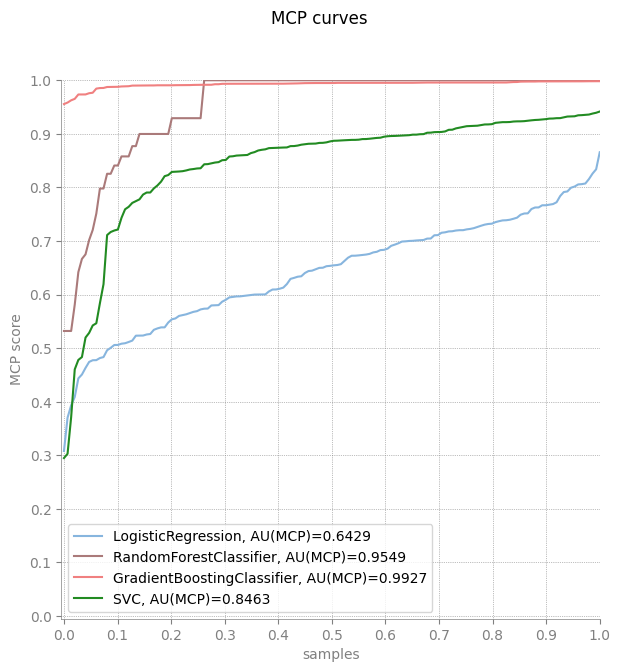 MCP curves
1.0
0.9
0.8
0.7
0.6
0.5
0.4
0.3
0.2
0.1
0.0
MCP score
LogisticRegression, AU(MCP)=0.6429
RandomForestClassifier, AU(MCP)=0.9549
GradientBoostingClassifier, AU(MCP)=0.9927
SVC, AU(MCP)=0.8463
0.0 0.1 0.2 0.3 0.4 0.5 0.6 0.7 0.8 0.9 1.0
samples